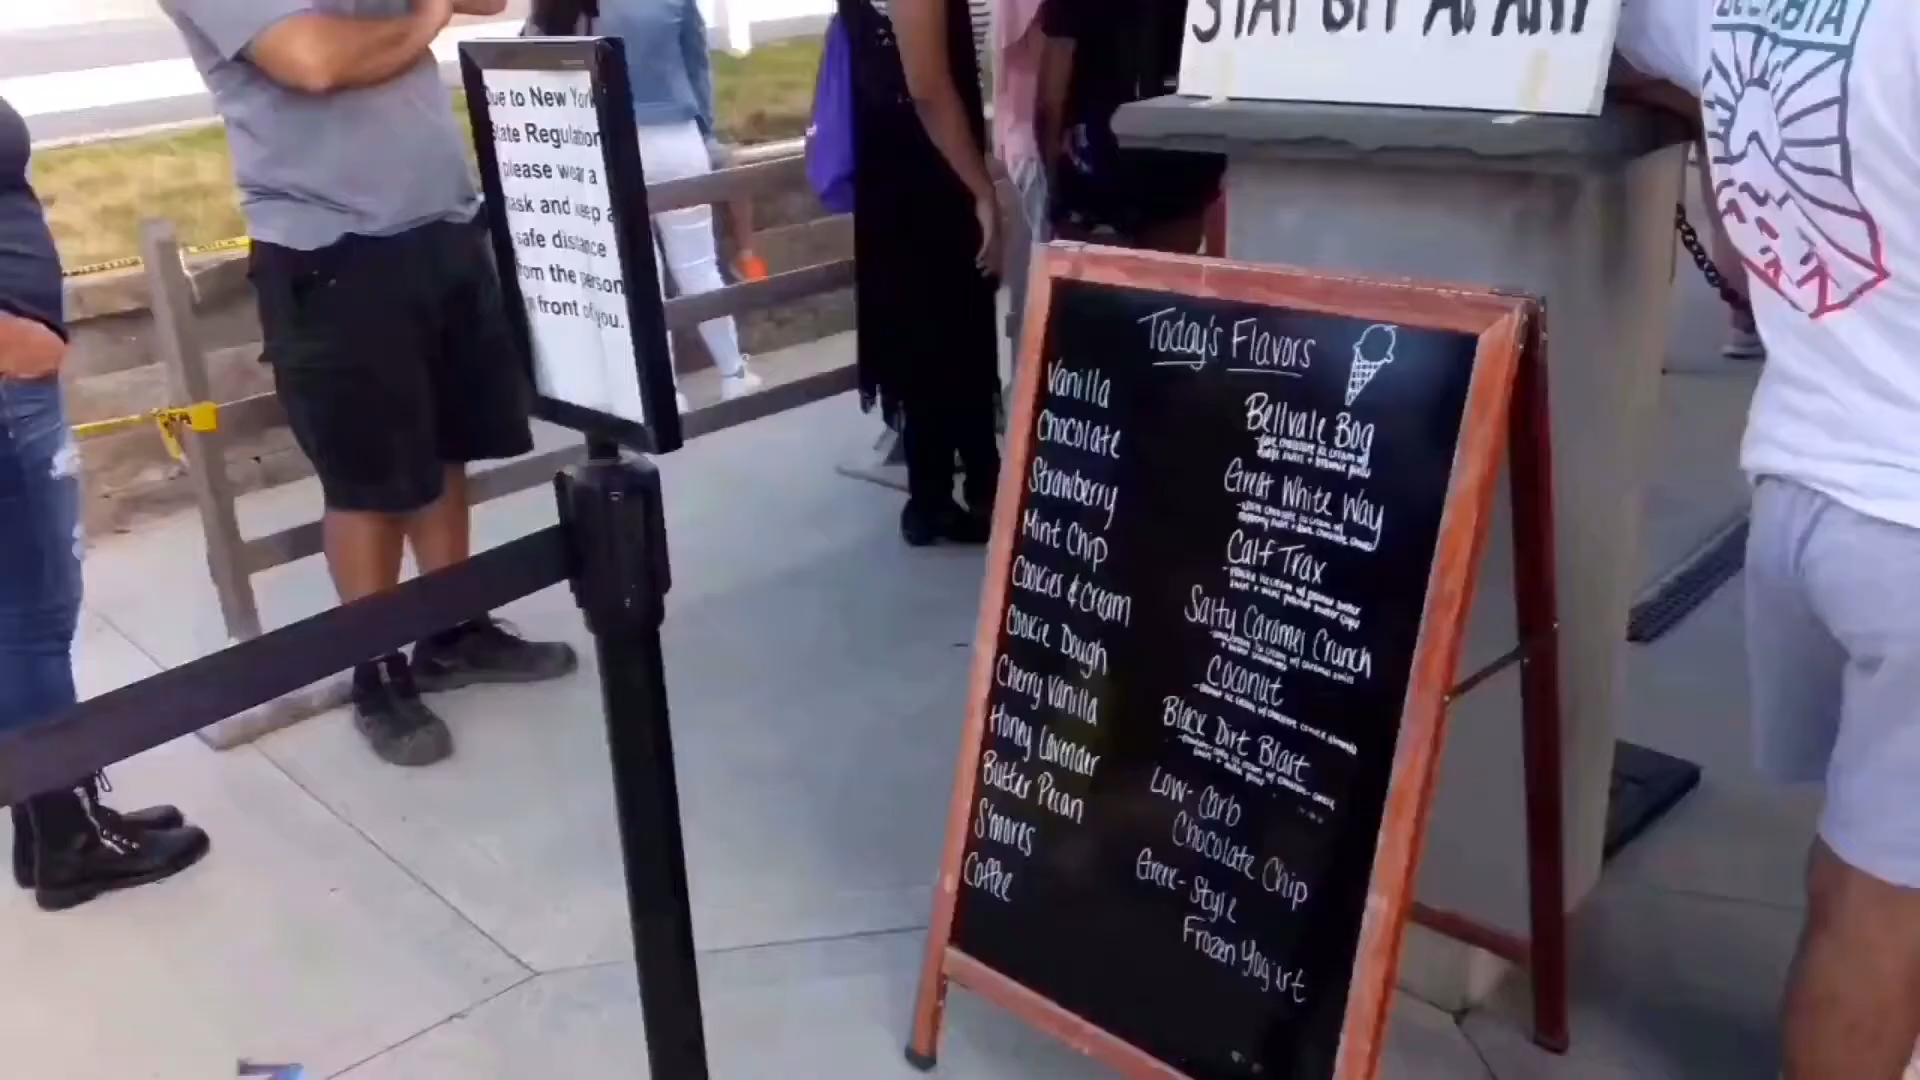 Due to New York
State Regulation
please wear a
mask and keep a
safe distance
from the person
in front of you.
STAY 6FT APART
Today's Flavors
Vanilla
Chocolate
Strawberry
Mint Chip
Cookies & Cream
Cookie Dough
Cherry Vanilla
Honey Lavender
Butter Pecan
S'mores
Coffee
Bellvale Bog
Great White Way
Calf Trax
Salty Caramel Crunch
Coconut
Black Dirt Blast
Low-Carb
Chocolate Chip
Greek-Style
Frozen Yogurt